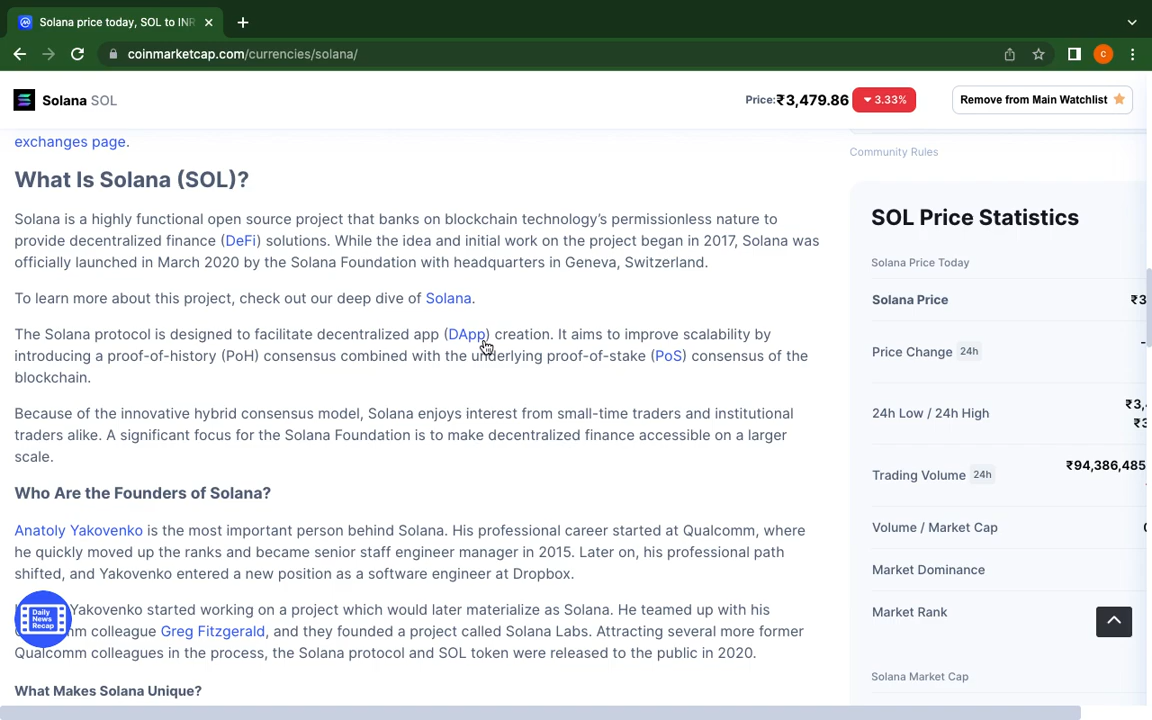 Solana price today, SOL to INR
coinmarketcap.com/currencies/solana/
C
Solana SOL
Price:₹3,479.86
3.33%
Remove from Main Watchlist
exchanges page.
What Is Solana (SOL)?
Solana is a highly functional open source project that banks on blockchain technology’s permissionless nature to
provide decentralized finance (DeFi) solutions. While the idea and initial work on the project began in 2017, Solana was
officially launched in March 2020 by the Solana Foundation with headquarters in Geneva, Switzerland.
To learn more about this project, check out our deep dive of Solana.
The Solana protocol is designed to facilitate decentralized app (DApp) creation. It aims to improve scalability by
introducing a proof-of-history (PoH) consensus combined with the underlying proof-of-stake (PoS) consensus of the
blockchain.
Because of the innovative hybrid consensus model, Solana enjoys interest from small-time traders and institutional
traders alike. A significant focus for the Solana Foundation is to make decentralized finance accessible on a larger
scale.
Who Are the Founders of Solana?
Anatoly Yakovenko is the most important person behind Solana. His professional career started at Qualcomm, where
he quickly moved up the ranks and became senior staff engineer manager in 2015. Later on, his professional path
shifted, and Yakovenko entered a new position as a software engineer at Dropbox.
Yakovenko started working on a project which would later materialize as Solana. He teamed up with his
colleague Greg Fitzgerald, and they founded a project called Solana Labs. Attracting several more former
Qualcomm colleagues in the process, the Solana protocol and SOL token were released to the public in 2020.
What Makes Solana Unique?
Daily
News
Recap
Community Rules
SOL Price Statistics
Solana Price Today
Solana Price ₹3
Price Change 24h -
24h Low / 24h High ₹3,
₹3
Trading Volume 24h ₹94,386,485
Volume / Market Cap 0
Market Dominance
Market Rank
Solana Market Cap